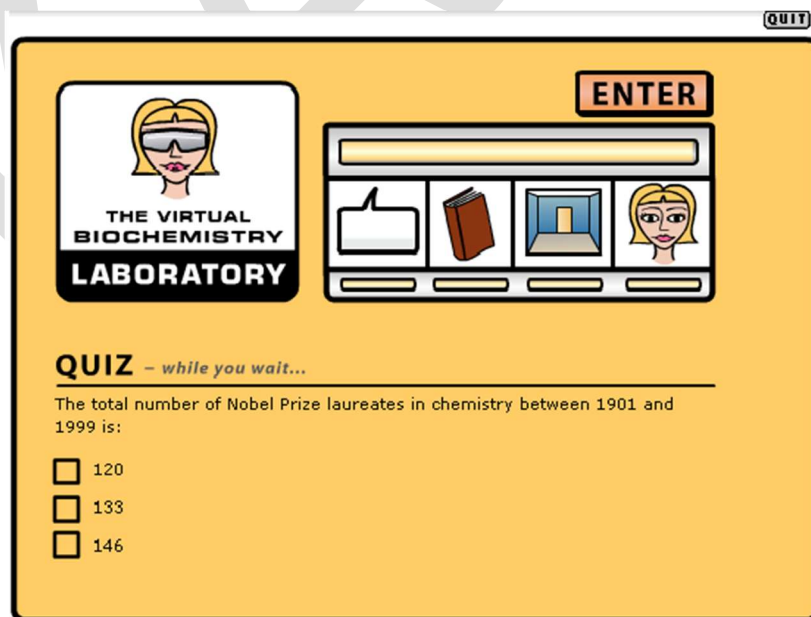 QUIT
ENTER
THE VIRTUAL
BIOCHEMISTRY
LABORATORY
QUIZ – while you wait...
The total number of Nobel Prize laureates in chemistry between 1901 and
1999 is:
120
133
146